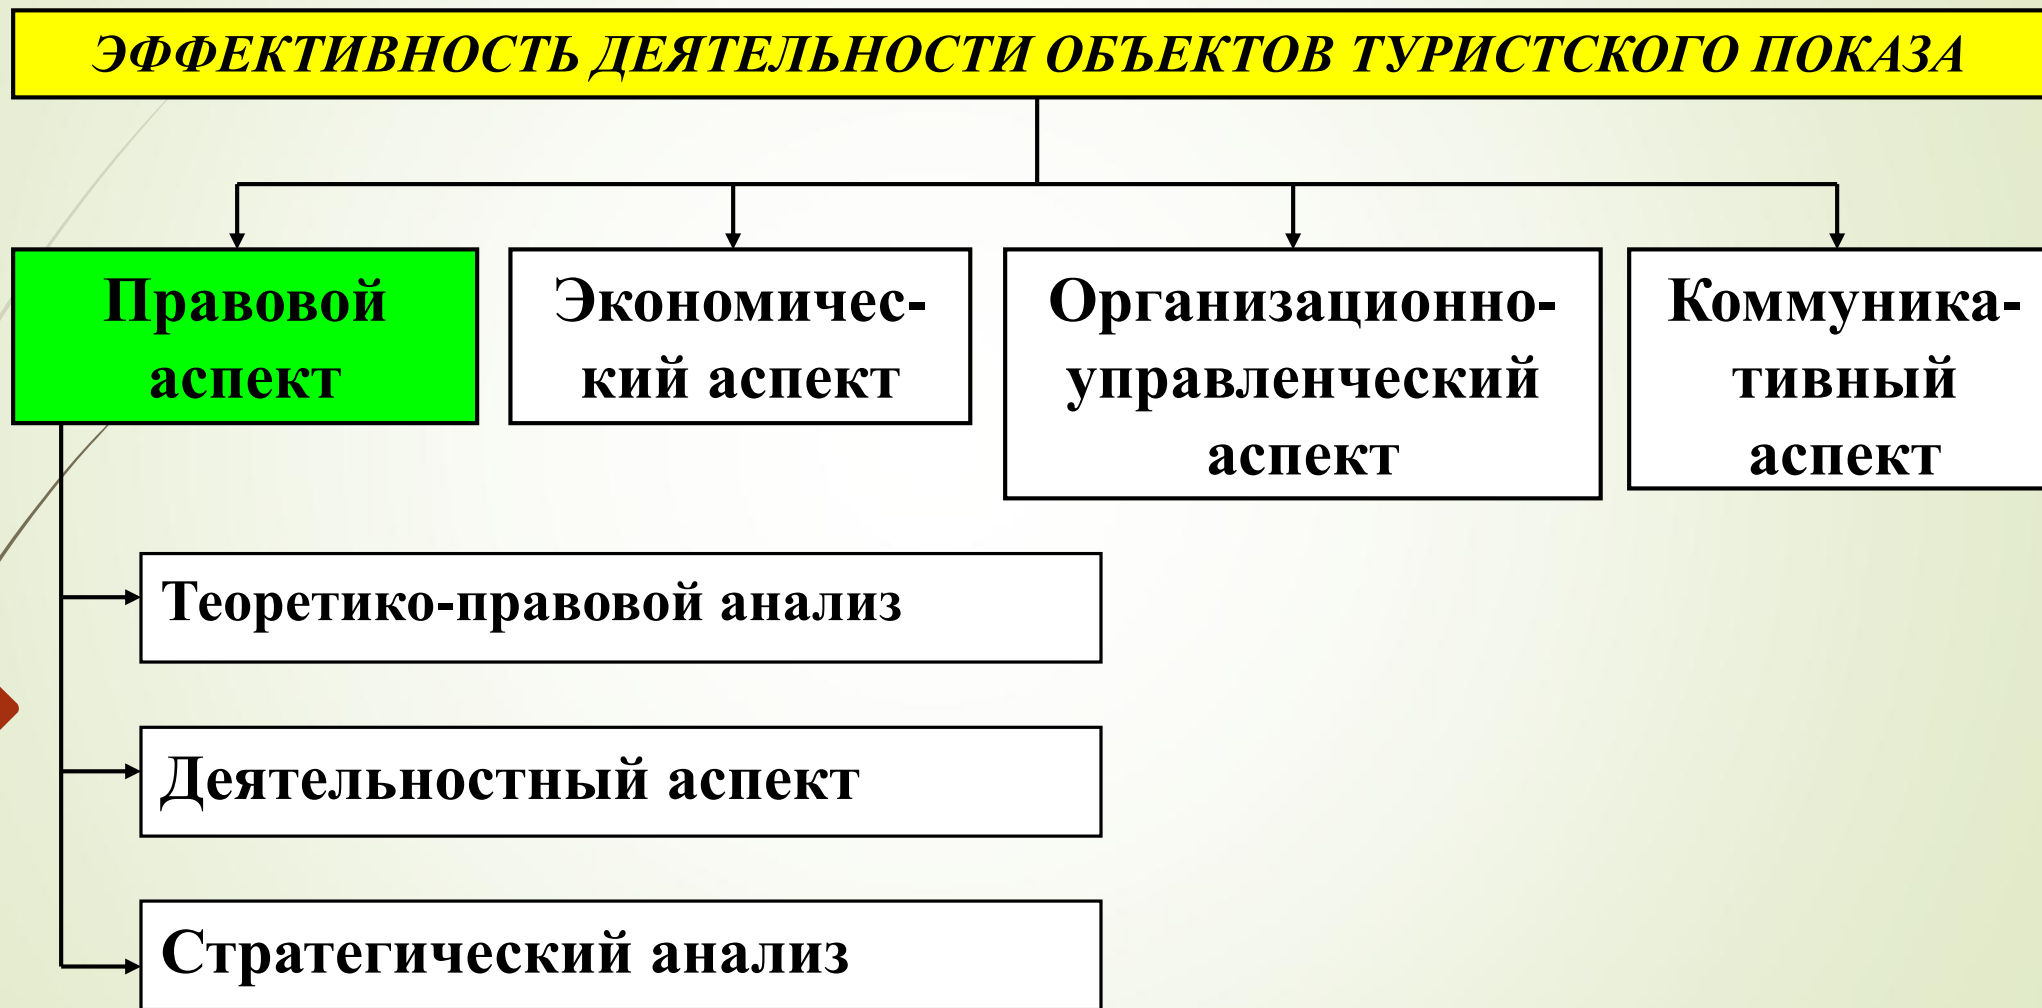 ЭФФЕКТИВНОСТЬ ДЕЯТЕЛЬНОСТИ ОБЪЕКТОВ ТУРИСТСКОГО ПОКАЗА
Правовой
аспект
Экономичес-
кий аспект
Организационно-
управленческий
аспект
Коммуника-
тивный
аспект
Теоретико-правовой анализ
Деятельностный аспект
Стратегический анализ